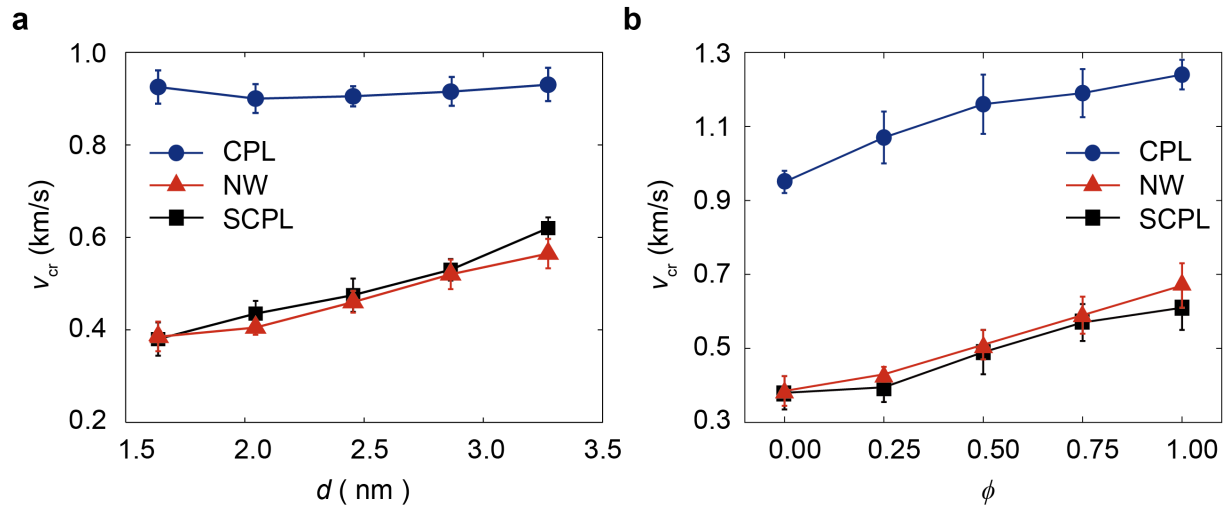 a
1.0
0.8
0.6
0.4
0.2
v_cr (km/s)
CPL
NW
SCPL
1.5 2.0 2.5 3.0 3.5
d ( nm )
b
1.3
1.1
0.9
0.7
0.5
0.3
v_cr (km/s)
CPL
NW
SCPL
0.00 0.25 0.50 0.75 1.00
ϕ